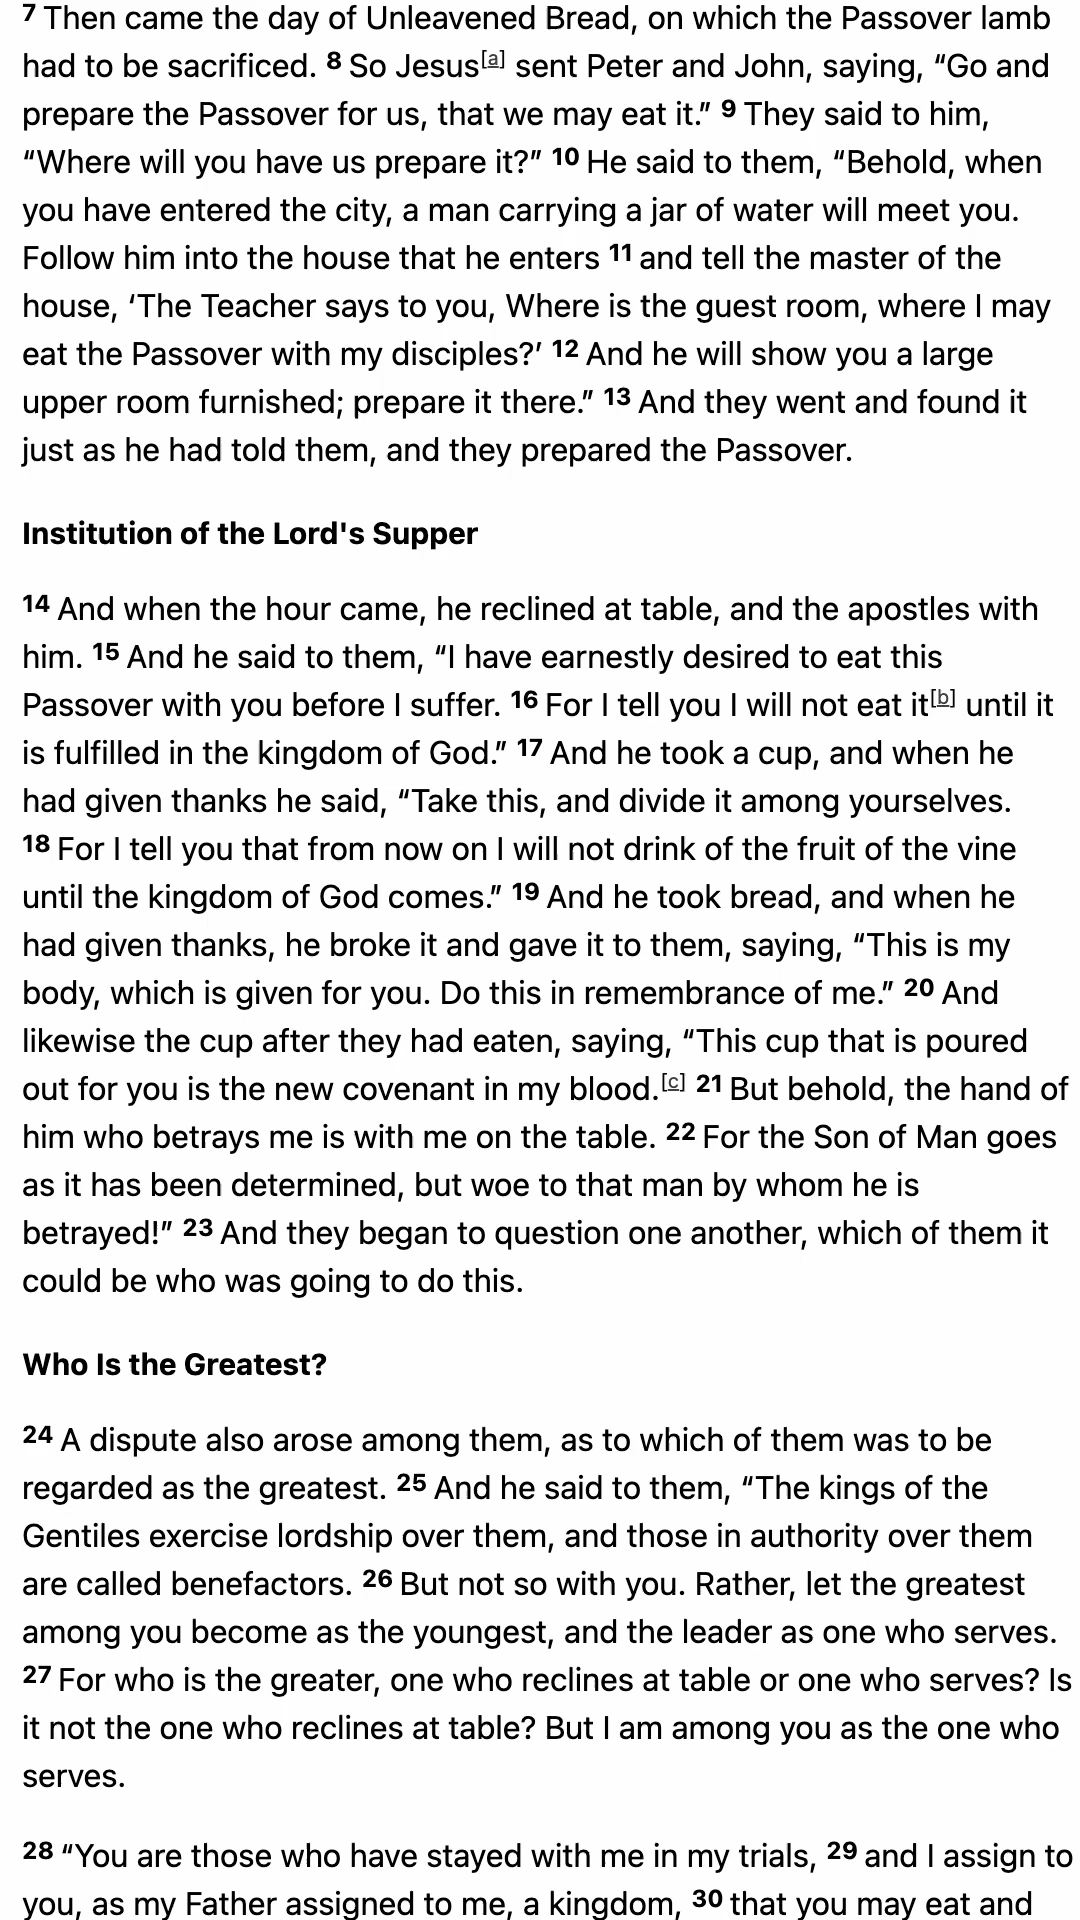 7 Then came the day of Unleavened Bread, on which the Passover lamb
had to be sacrificed. 8 So Jesus[a] sent Peter and John, saying, “Go and
prepare the Passover for us, that we may eat it.” 9 They said to him,
“Where will you have us prepare it?” 10 He said to them, “Behold, when
you have entered the city, a man carrying a jar of water will meet you.
Follow him into the house that he enters 11 and tell the master of the
house, ‘The Teacher says to you, Where is the guest room, where I may
eat the Passover with my disciples?’ 12 And he will show you a large
upper room furnished; prepare it there.” 13 And they went and found it
just as he had told them, and they prepared the Passover.
Institution of the Lord's Supper
14 And when the hour came, he reclined at table, and the apostles with
him. 15 And he said to them, “I have earnestly desired to eat this
Passover with you before I suffer. 16 For I tell you I will not eat it[b] until it
is fulfilled in the kingdom of God.” 17 And he took a cup, and when he
had given thanks he said, “Take this, and divide it among yourselves.
18 For I tell you that from now on I will not drink of the fruit of the vine
until the kingdom of God comes.” 19 And he took bread, and when he
had given thanks, he broke it and gave it to them, saying, “This is my
body, which is given for you. Do this in remembrance of me.” 20 And
likewise the cup after they had eaten, saying, “This cup that is poured
out for you is the new covenant in my blood.[c] 21 But behold, the hand of
him who betrays me is with me on the table. 22 For the Son of Man goes
as it has been determined, but woe to that man by whom he is
betrayed!” 23 And they began to question one another, which of them it
could be who was going to do this.
Who Is the Greatest?
24 A dispute also arose among them, as to which of them was to be
regarded as the greatest. 25 And he said to them, “The kings of the
Gentiles exercise lordship over them, and those in authority over them
are called benefactors. 26 But not so with you. Rather, let the greatest
among you become as the youngest, and the leader as one who serves.
27 For who is the greater, one who reclines at table or one who serves? Is
it not the one who reclines at table? But I am among you as the one who
serves.
28 “You are those who have stayed with me in my trials, 29 and I assign to
you, as my Father assigned to me, a kingdom, 30 that you may eat and